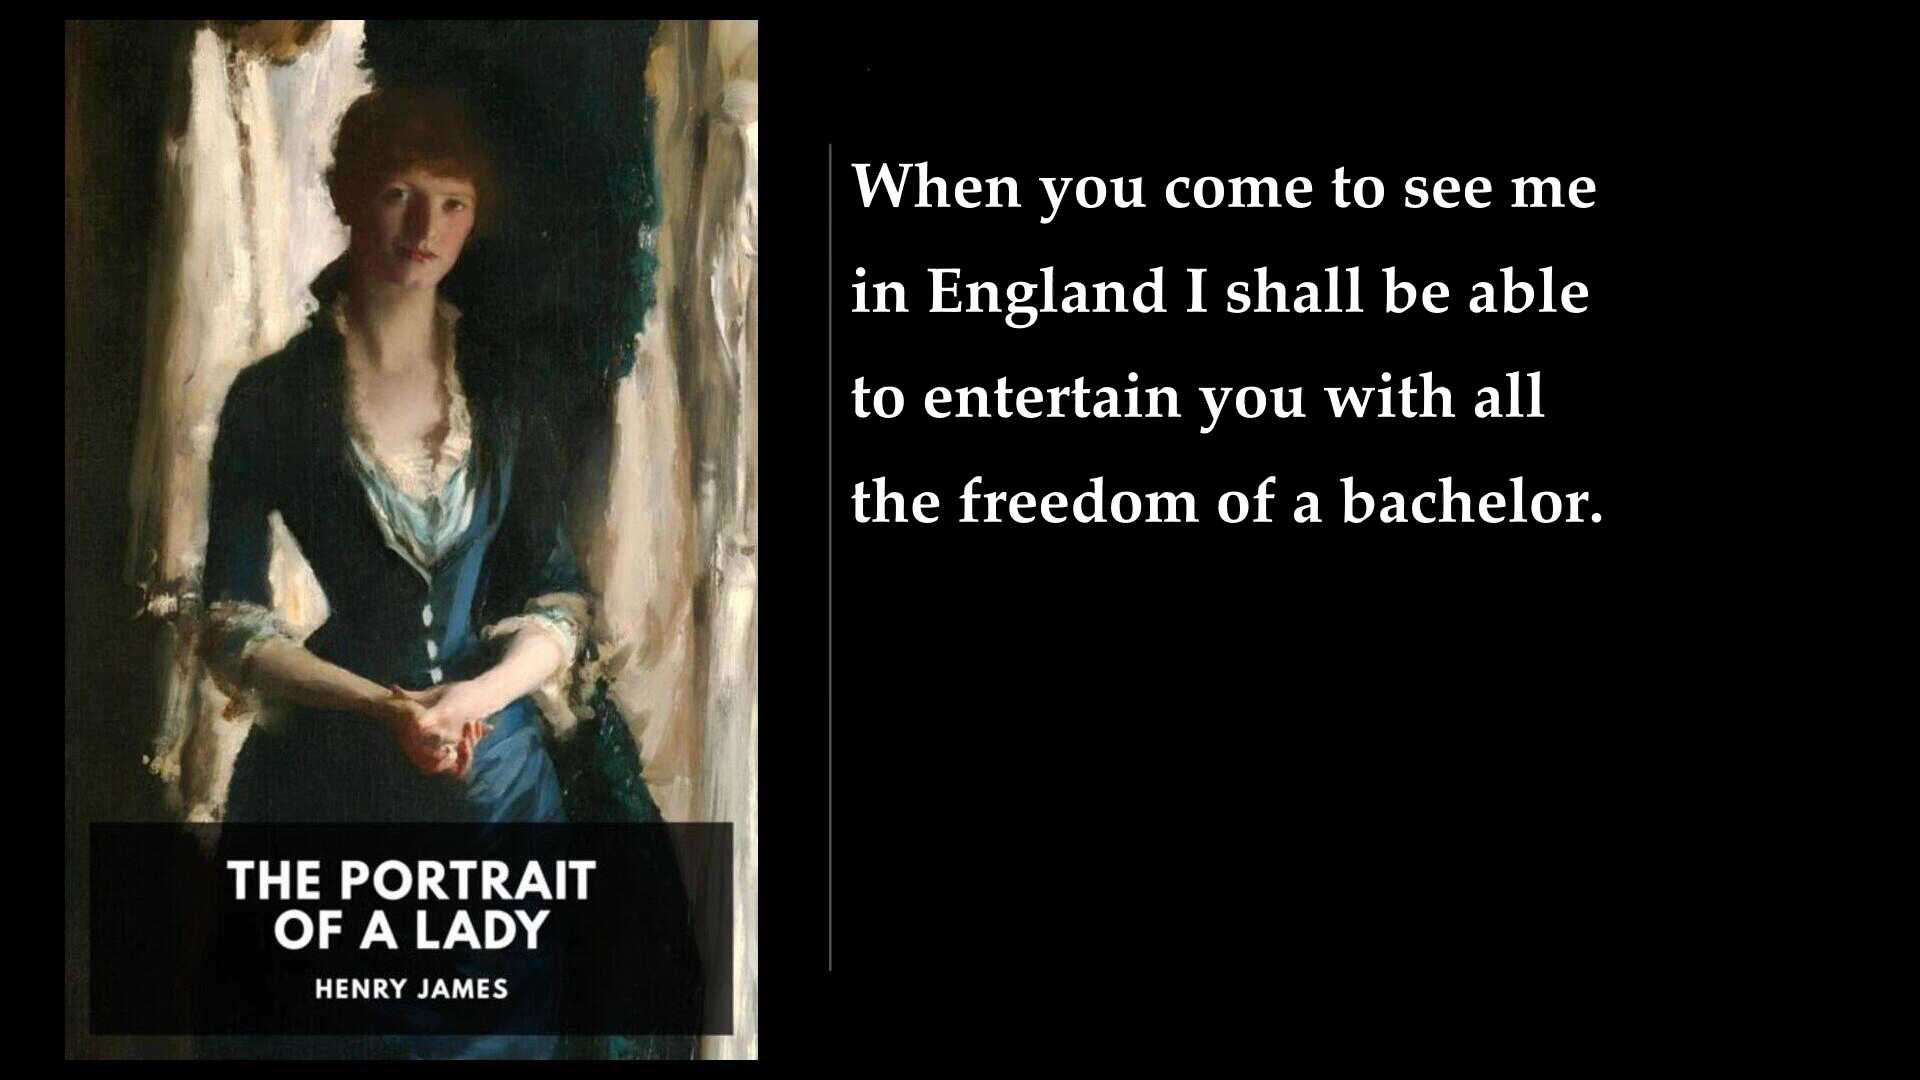 THE PORTRAIT
OF A LADY
HENRY JAMES
When you come to see me
in England I shall be able
to entertain you with all
the freedom of a bachelor.